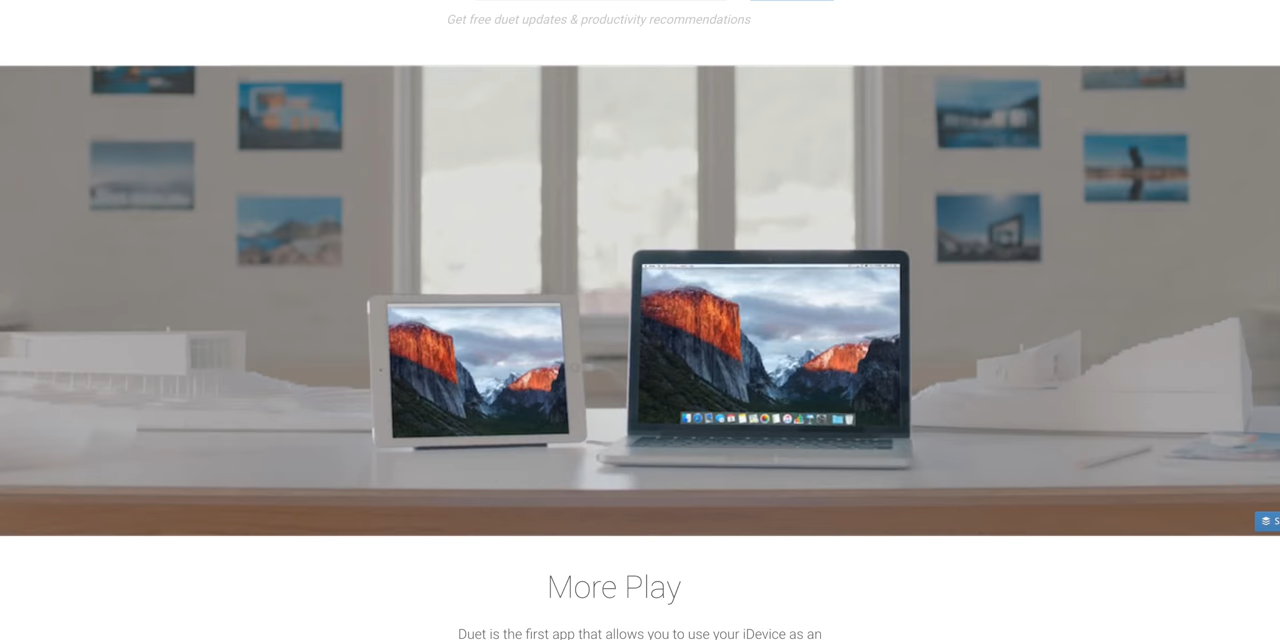 Get free duet updates & productivity recommendations
S
More Play
Duet is the first app that allows you to use your iDevice as an